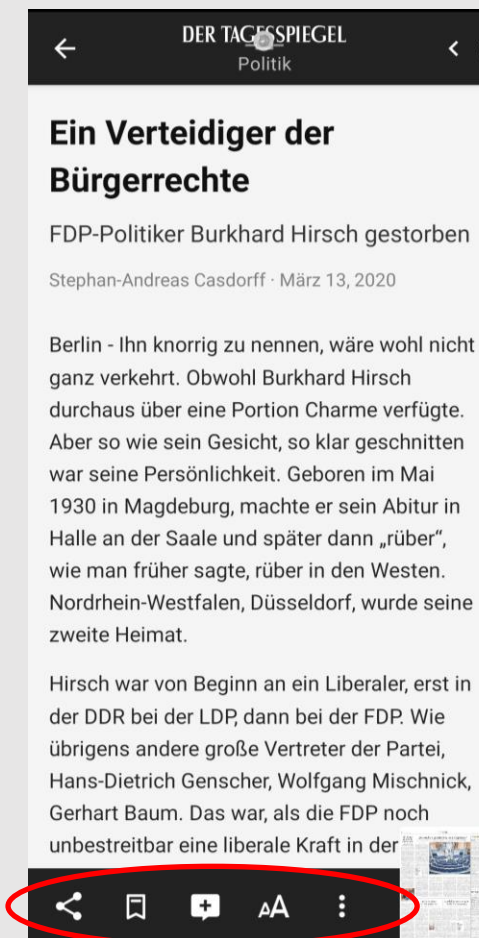 DER TAGESSPIEGEL
Politik
Ein Verteidiger der
Bürgerrechte
FDP-Politiker Burkhard Hirsch gestorben
Stephan-Andreas Casdorff · März 13, 2020
Berlin - Ihn knorrig zu nennen, wäre wohl nicht
ganz verkehrt. Obwohl Burkhard Hirsch
durchaus über eine Portion Charme verfügte.
Aber so wie sein Gesicht, so klar geschnitten
war seine Persönlichkeit. Geboren im Mai
1930 in Magdeburg, machte er sein Abitur in
Halle an der Saale und später dann „rüber“,
wie man früher sagte, rüber in den Westen.
Nordrhein-Westfalen, Düsseldorf, wurde seine
zweite Heimat.
Hirsch war von Beginn an ein Liberaler, erst in
der DDR bei der LDP, dann bei der FDP. Wie
übrigens andere große Vertreter der Partei,
Hans-Dietrich Genscher, Wolfgang Mischnick,
Gerhart Baum. Das war, als die FDP noch
unbestreitbar eine liberale Kraft in der
AA